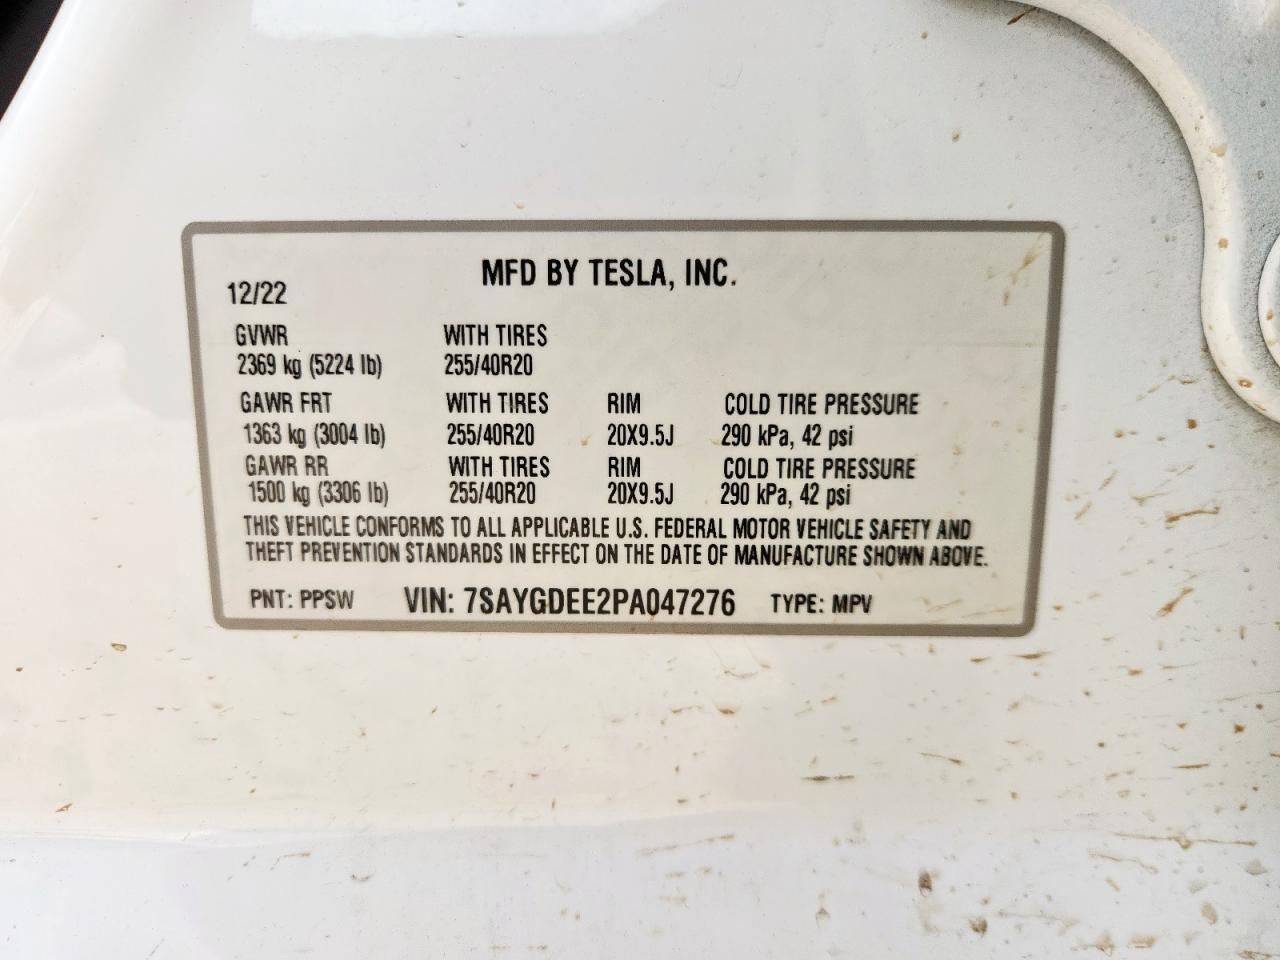 MFD BY TESLA, INC.
12/22
GVWR WITH TIRES
2369 kg (5224 lb) 255/40R20
GAWR FRT WITH TIRES RIM COLD TIRE PRESSURE
1363 kg (3004 lb) 255/40R20 20X9.5J 290 kPa, 42 psi
GAWR RR WITH TIRES RIM COLD TIRE PRESSURE
1500 kg (3306 lb) 255/40R20 20X9.5J 290 kPa, 42 psi
THIS VEHICLE CONFORMS TO ALL APPLICABLE U.S. FEDERAL MOTOR VEHICLE SAFETY AND
THEFT PREVENTION STANDARDS IN EFFECT ON THE DATE OF MANUFACTURE SHOWN ABOVE.
PNT: PPSW VIN: 7SAYGDEE2PA047276 TYPE: MPV